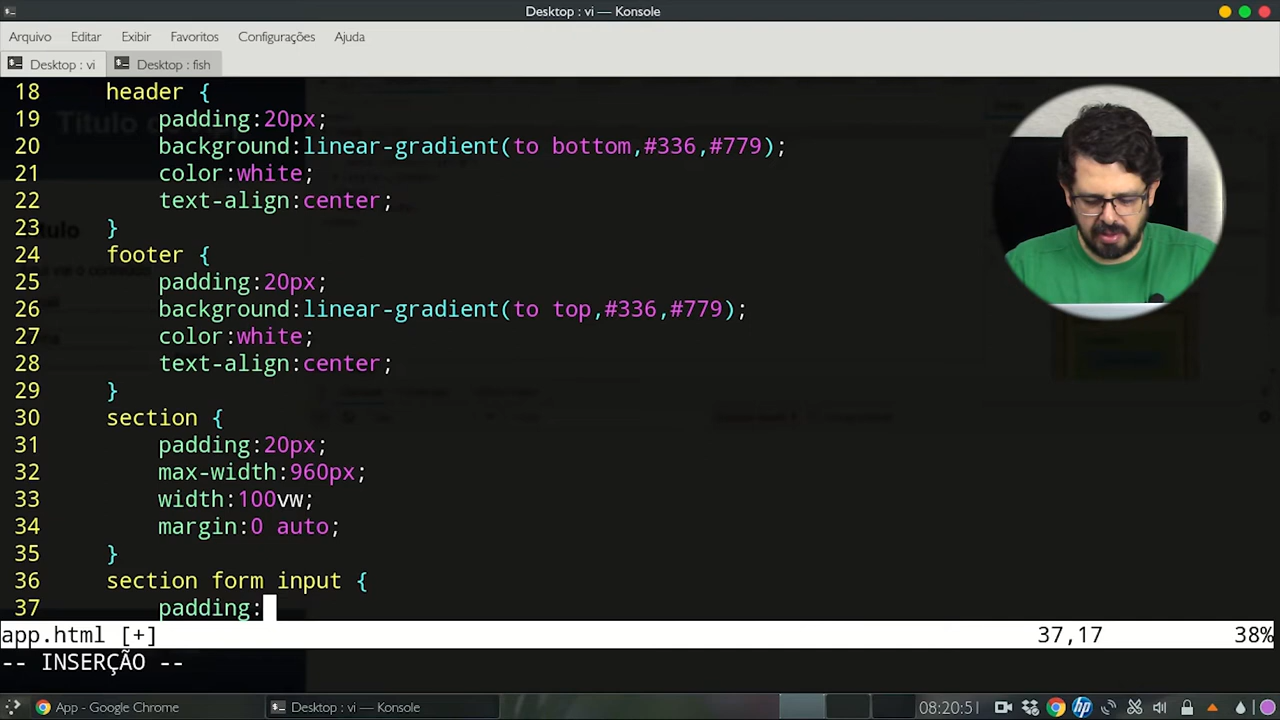 Desktop : vi — Konsole
Arquivo Editar Exibir Favoritos Configurações Ajuda
Desktop : vi Desktop : fish
18 header {
19 padding:20px;
20 background:linear-gradient(to bottom,#336,#779);
21 color:white;
22 text-align:center;
23 }
24 footer {
25 padding:20px;
26 background:linear-gradient(to top,#336,#779);
27 color:white;
28 text-align:center;
29 }
30 section {
31 padding:20px;
32 max-width:960px;
33 width:100vw;
34 margin:0 auto;
35 }
36 section form input {
37 padding:
app.html [+] 37,17 38%
-- INSERÇÃO --
App - Google Chrome Desktop : vi — Konsole 08:20:51